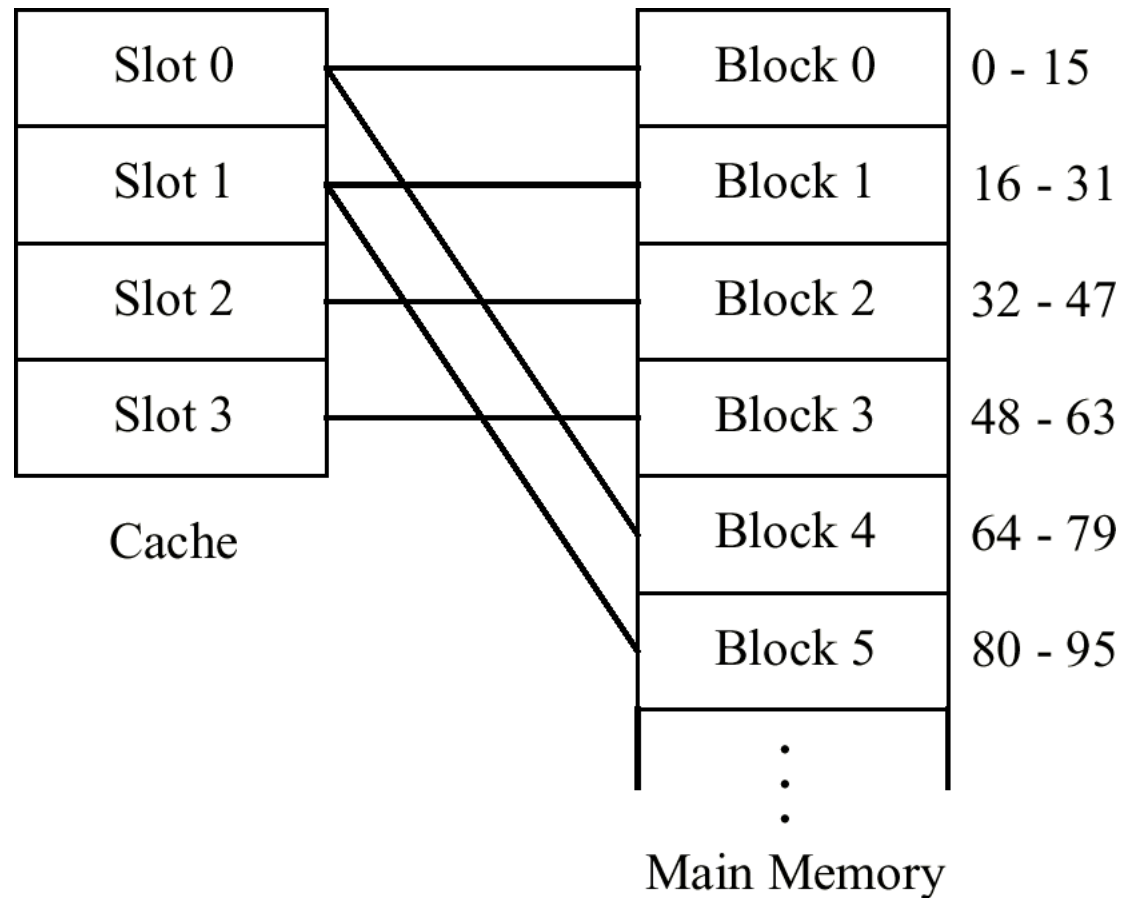 Slot 0
Slot 1
Slot 2
Slot 3
Cache
Block 0 0 - 15
Block 1 16 - 31
Block 2 32 - 47
Block 3 48 - 63
Block 4 64 - 79
Block 5 80 - 95
Main Memory